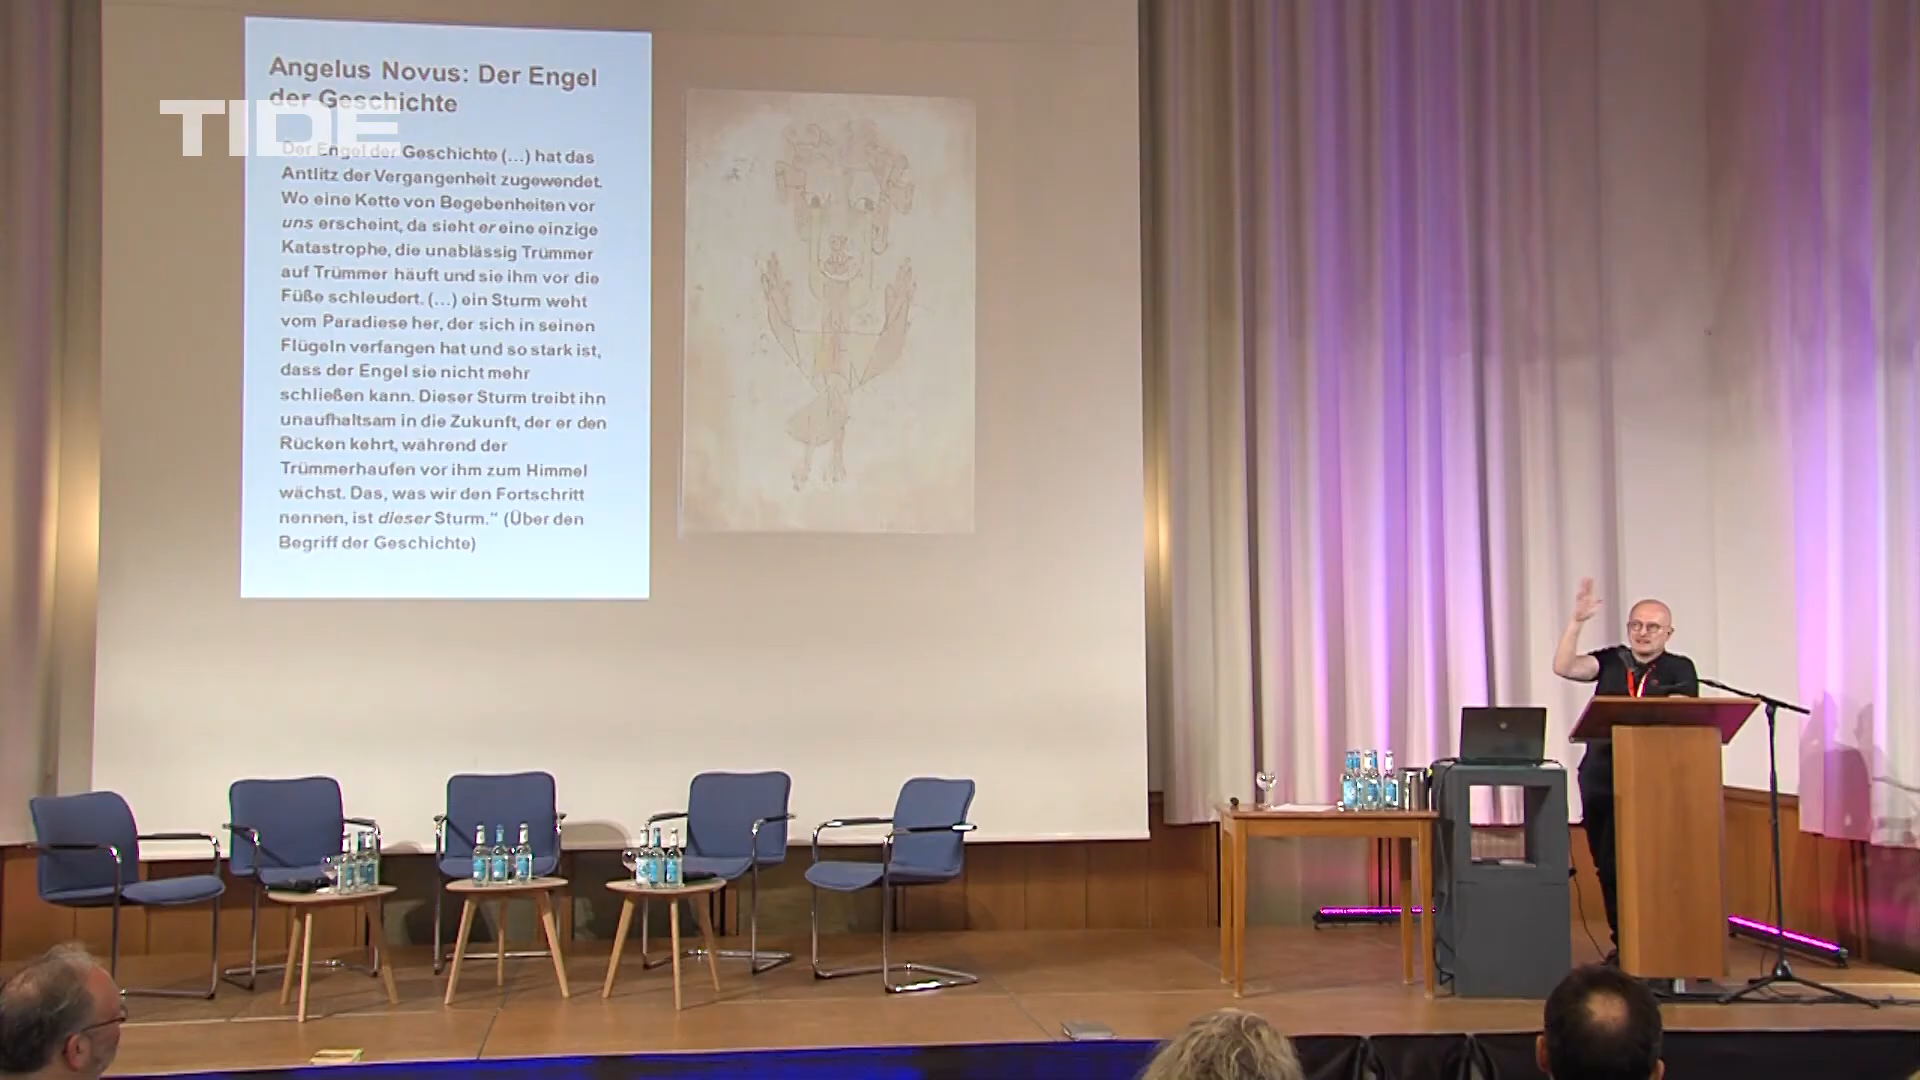 Angelus Novus: Der Engel
der Geschichte
TIDE
Der Engel der Geschichte (…) hat das
Antlitz der Vergangenheit zugewendet.
Wo eine Kette von Begebenheiten vor
uns erscheint, da sieht er eine einzige
Katastrophe, die unablässig Trümmer
auf Trümmer häuft und sie ihm vor die
Füße schleudert. (…) ein Sturm weht
vom Paradiese her, der sich in seinen
Flügeln verfangen hat und so stark ist,
dass der Engel sie nicht mehr
schließen kann. Dieser Sturm treibt ihn
unaufhaltsam in die Zukunft, der er den
Rücken kehrt, während der
Trümmerhaufen vor ihm zum Himmel
wächst. Das, was wir den Fortschritt
nennen, ist dieser Sturm.“ (Über den
Begriff der Geschichte)